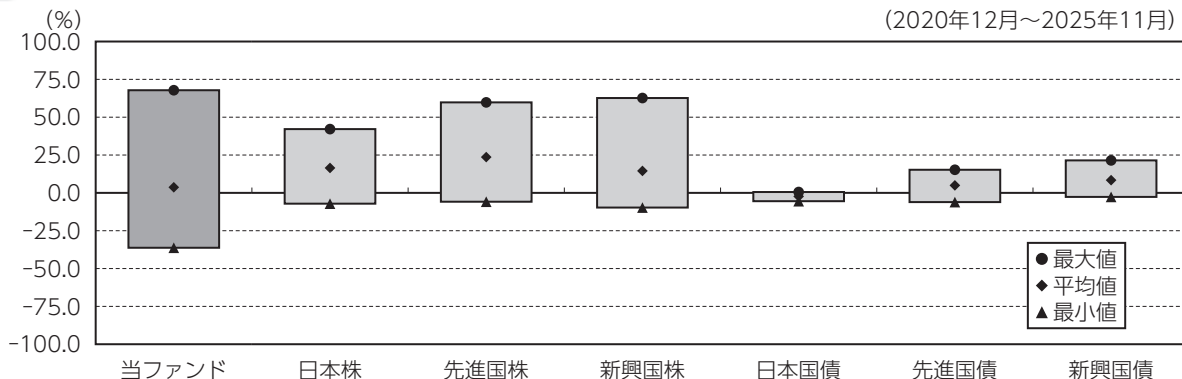 (%)
(2020年12月～2025年11月)
100.0
75.0
50.0
25.0
0.0
-25.0
-50.0
-75.0
-100.0
●最大値
◆平均値
▲最小値
当ファンド 日本株 先進国株 新興国株 日本国債 先進国債 新興国債